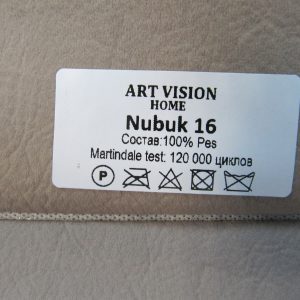 ART VISION
HOME
Nubuk 16
Состав:100% Pes
Martindale test: 120 000 циклов
P